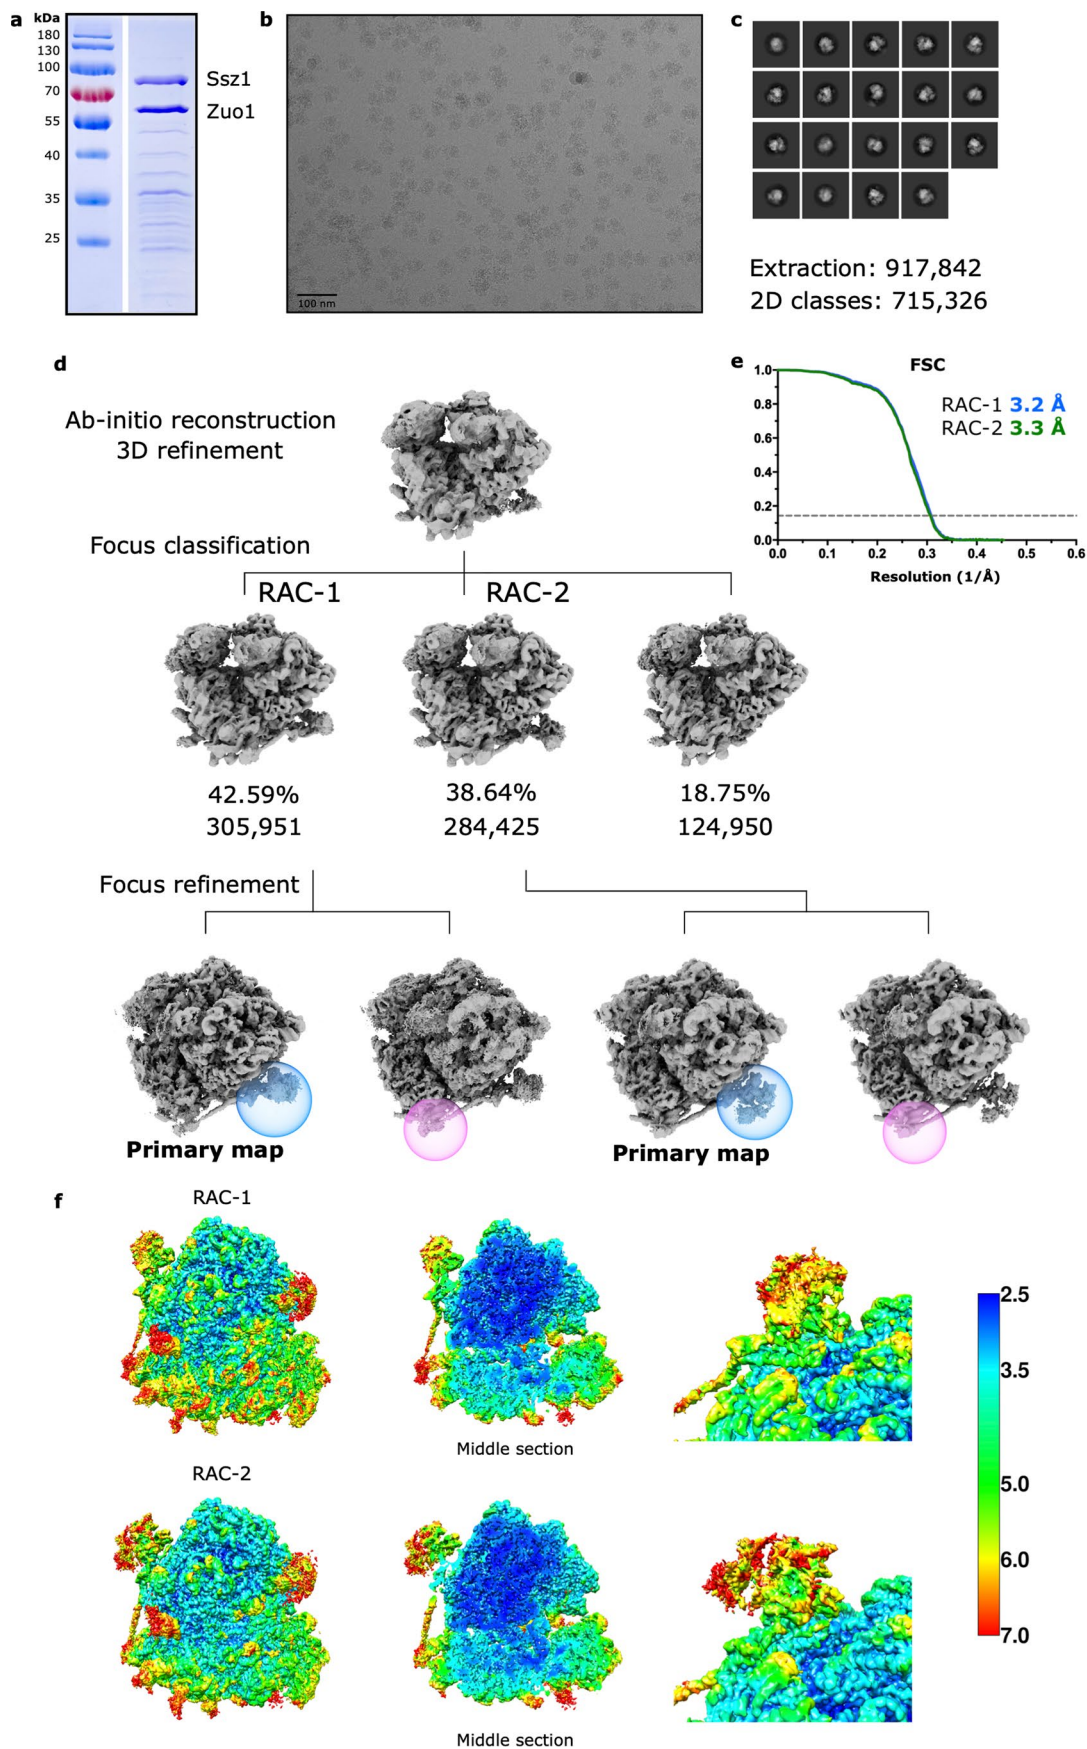 a
kDa
180
130
100
70
55
40
35
25
Ssz1
Zuo1
b
100 nm
c
Extraction: 917,842
2D classes: 715,326
d
Ab-initio reconstruction
3D refinement
Focus classification
RAC-1
RAC-2
42.59%
305,951
38.64%
284,425
18.75%
124,950
Focus refinement
Primary map
Primary map
e
FSC
RAC-1 3.2 Å
RAC-2 3.3 Å
1.0
0.8
0.6
0.4
0.2
0.0
0.0 0.1 0.2 0.3 0.4 0.5 0.6
Resolution (1/Å)
f
RAC-1
Middle section
RAC-2
Middle section
2.5
3.5
5.0
6.0
7.0